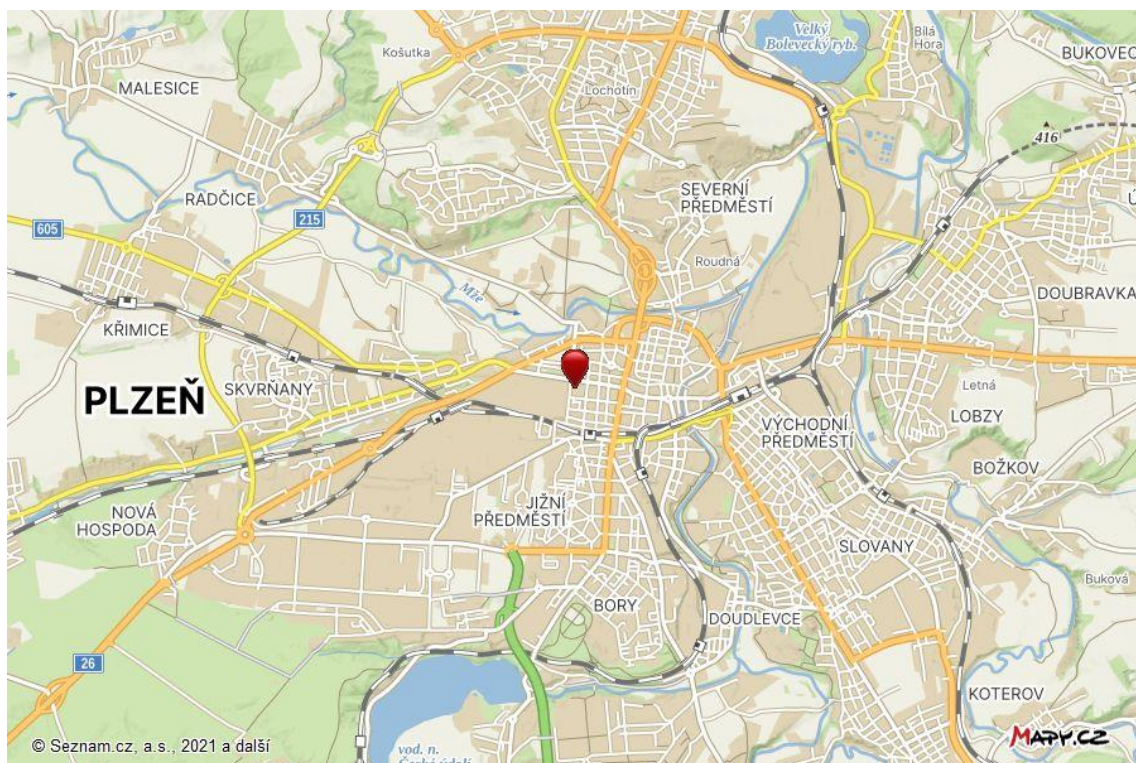 Velký
Bolevecký ryb.
Bílá
Hora
Košutka
BUKOVEC
MALESICE
Lochotín
416
RADČICE
SEVERNÍ
PŘEDMĚSTÍ
Ú
605
215
Roudná
Mže
DOUBRAVKA
KŘIMICE
SKVRŇANY
PLZEŇ
Letná
LOBZY
VÝCHODNÍ
PŘEDMĚSTÍ
BOŽKOV
NOVÁ
HOSPODA
JIŽNÍ
PŘEDMĚSTÍ
SLOVANY
Buková
BORY
DOUDLEVCE
26
KOTEROV
© Seznam.cz, a.s., 2021 a další
vod. n.
České údolí
MAPY.CZ